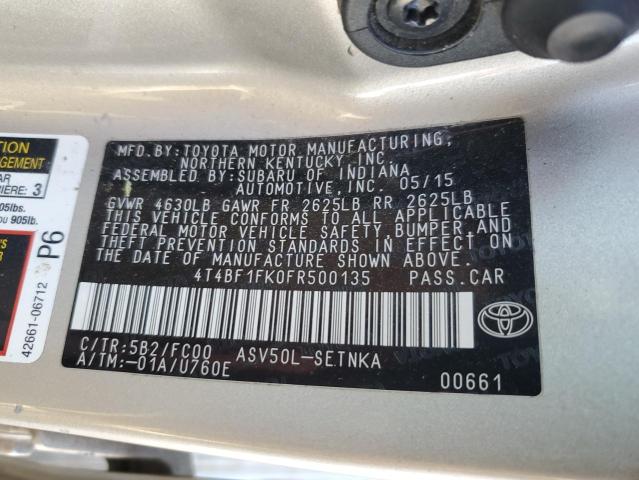 MFD. BY:TOYOTA MOTOR MANUFACTURING,
NORTHERN KENTUCKY, INC.
ASSEMBLED BY:SUBARU OF INDIANA
AUTOMOTIVE, INC. 05/15
GVWR 4630LB GAWR FR 2625LB RR 2625LB
THIS VEHICLE CONFORMS TO ALL APPLICABLE
FEDERAL MOTOR VEHICLE SAFETY, BUMPER, AND
THEFT PREVENTION STANDARDS IN EFFECT ON
THE DATE OF MANUFACTURE SHOWN ABOVE.
4T4BF1FK0FR500135 PASS.CAR
C/TR:5B2/FC00 ASV50L-SETNKA
A/TM:-01A/U760E
TOYOTA
00661
3
905lb.
P6
42661-06712